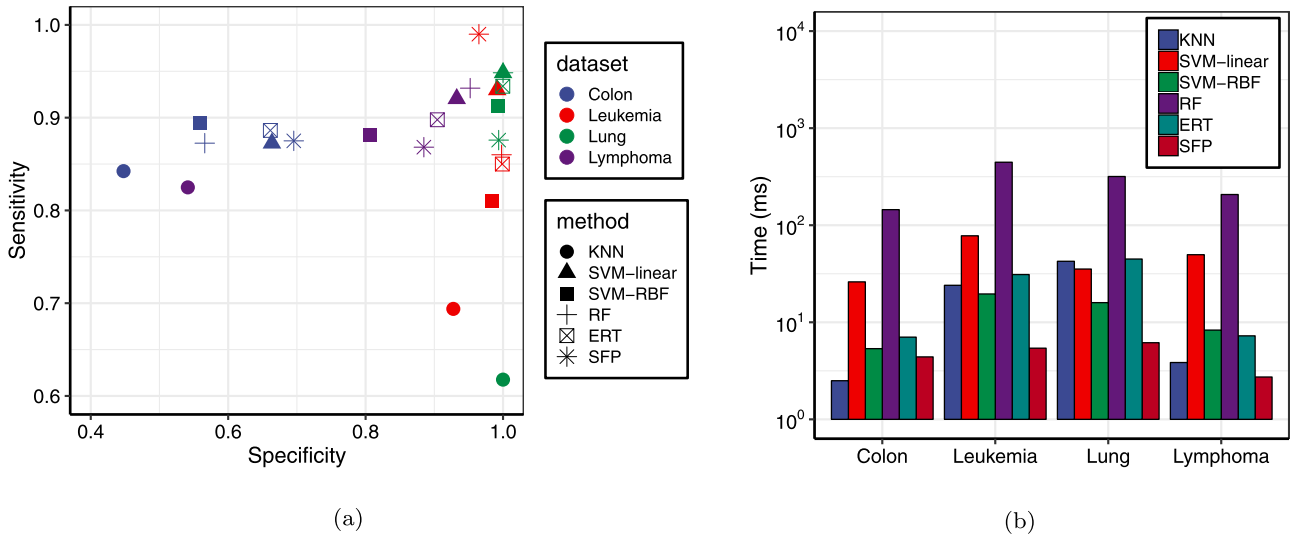 1.0
0.9
0.8
0.7
0.6
Sensitivity
0.4
0.6
0.8
1.0
Specificity
dataset
Colon
Leukemia
Lung
Lymphoma
method
KNN
SVM−linear
SVM−RBF
RF
ERT
SFP
(a)
10^4
10^3
10^2
10^1
10^0
Time (ms)
KNN
SVM−linear
SVM−RBF
RF
ERT
SFP
Colon
Leukemia
Lung
Lymphoma
(b)